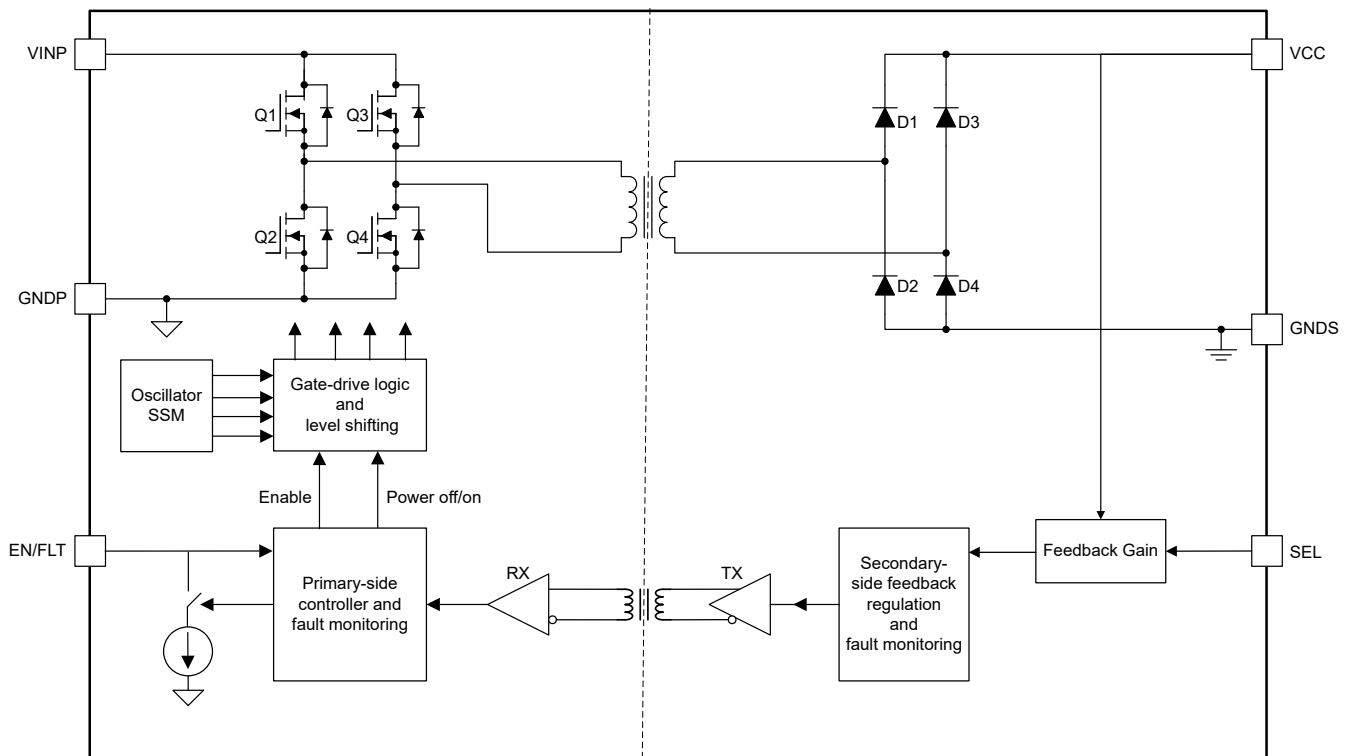 VINP
VCC
Q1
Q3
D1
D3
Q2
Q4
D2
D4
GNDP
GNDS
Oscillator
SSM
Gate-drive logic
and
level shifting
Enable
Power off/on
EN/FLT
SEL
Feedback Gain
Primary-side
controller and
fault monitoring
RX
TX
Secondary-
side feedback
regulation
and
fault monitoring